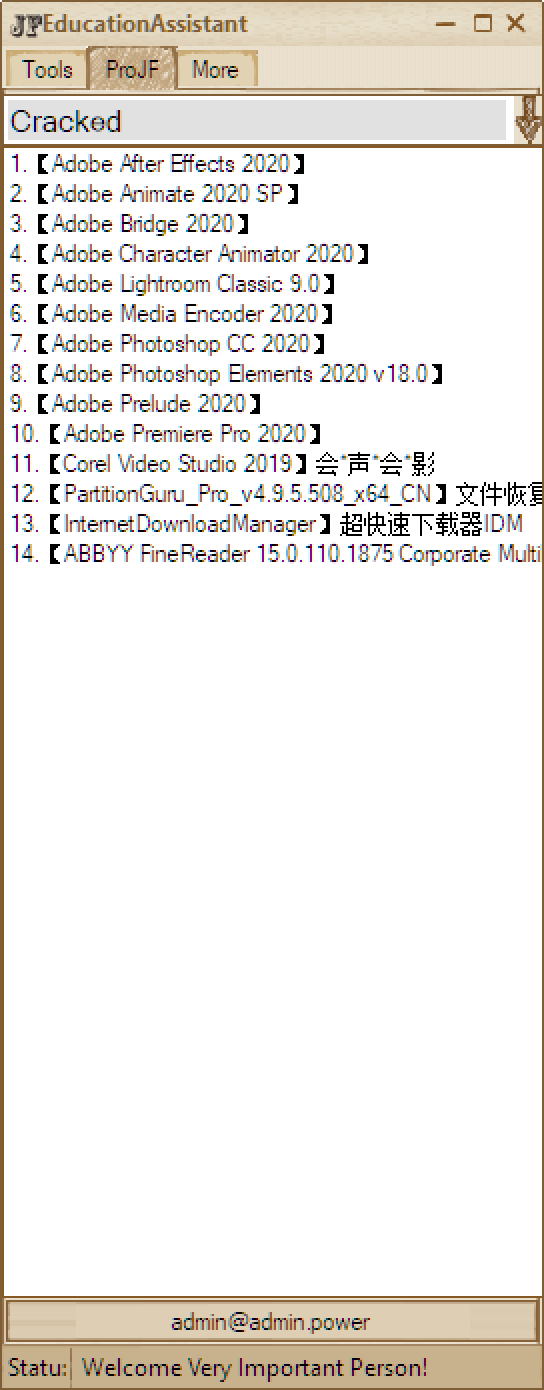 JFEducationAssistant
Tools ProJF More
Cracked
1.【Adobe After Effects 2020】
2.【Adobe Animate 2020 SP】
3.【Adobe Bridge 2020】
4.【Adobe Character Animator 2020】
5.【Adobe Lightroom Classic 9.0】
6.【Adobe Media Encoder 2020】
7.【Adobe Photoshop CC 2020】
8.【Adobe Photoshop Elements 2020 v18.0】
9.【Adobe Prelude 2020】
10.【Adobe Premiere Pro 2020】
11.【Corel Video Studio 2019】会*声*会*影
12.【PartitionGuru_Pro_v4.9.5.508_x64_CN】文件恢复
13.【InternetDownloadManager】超快速下载器IDM
14.【ABBYY FineReader 15.0.110.1875 Corporate Multi
admin@admin.power
Statu: Welcome Very Important Person!